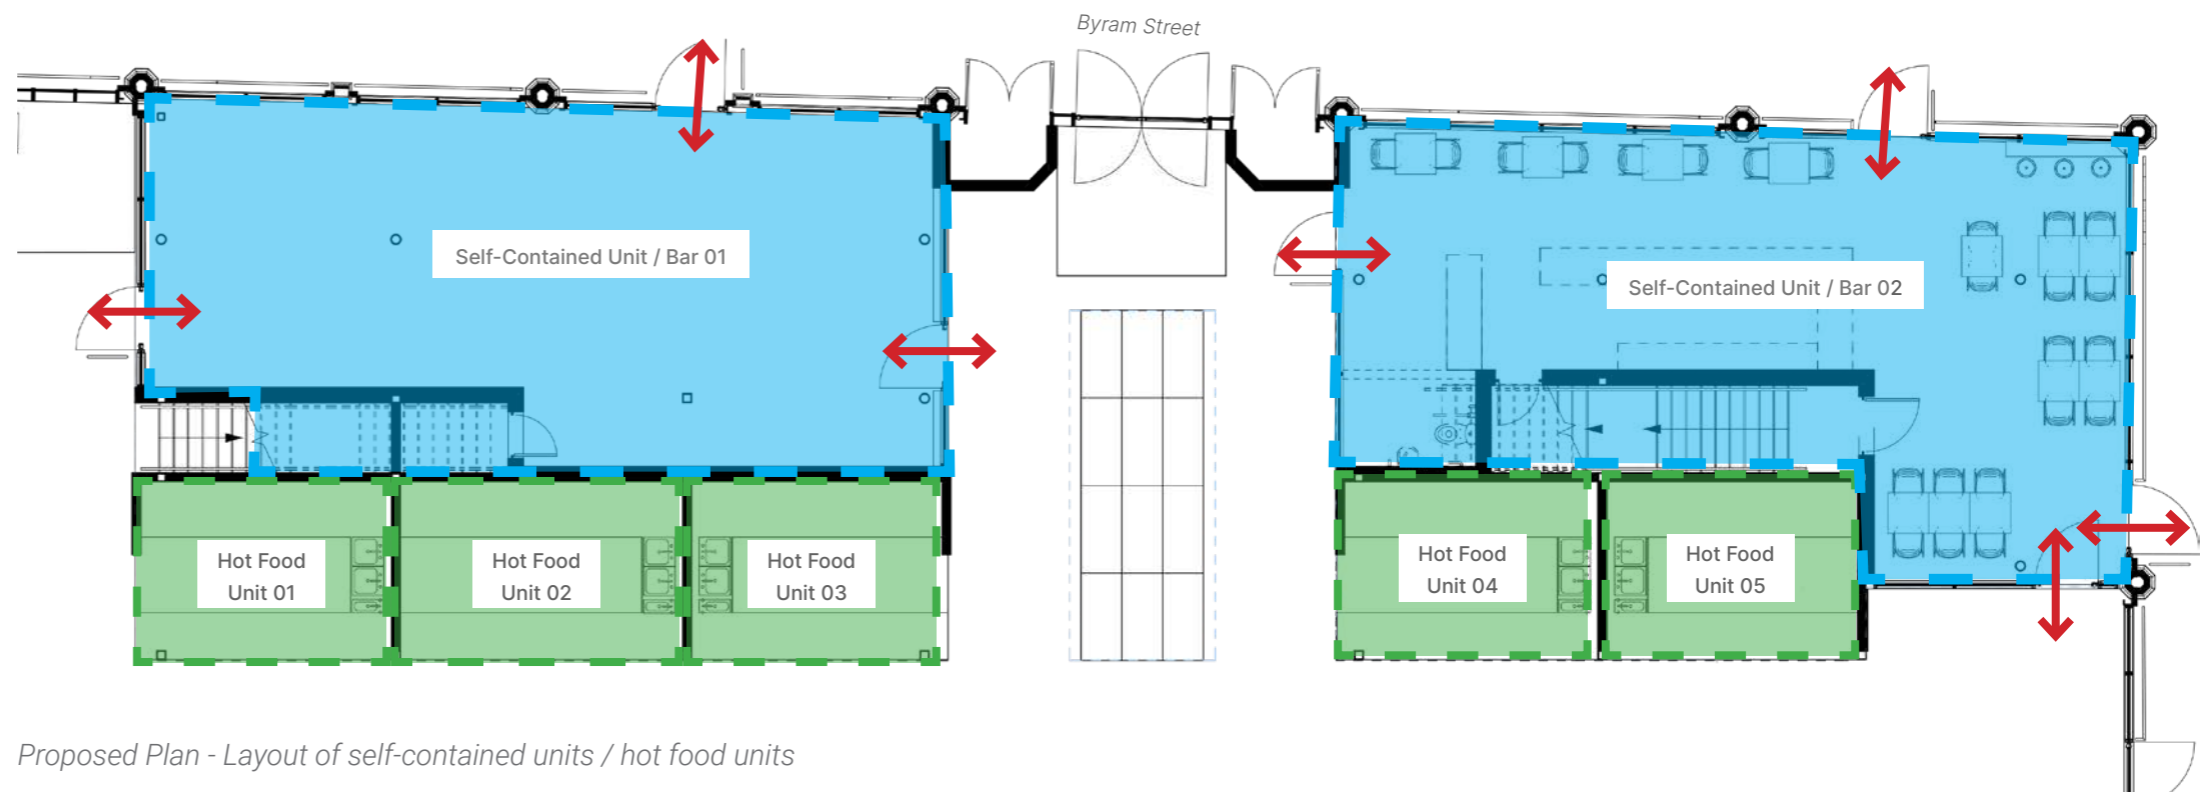 Byram Street
Self-Contained Unit / Bar 01
Self-Contained Unit / Bar 02
Hot Food
Unit 01
Hot Food
Unit 02
Hot Food
Unit 03
Hot Food
Unit 04
Hot Food
Unit 05
Proposed Plan - Layout of self-contained units / hot food units